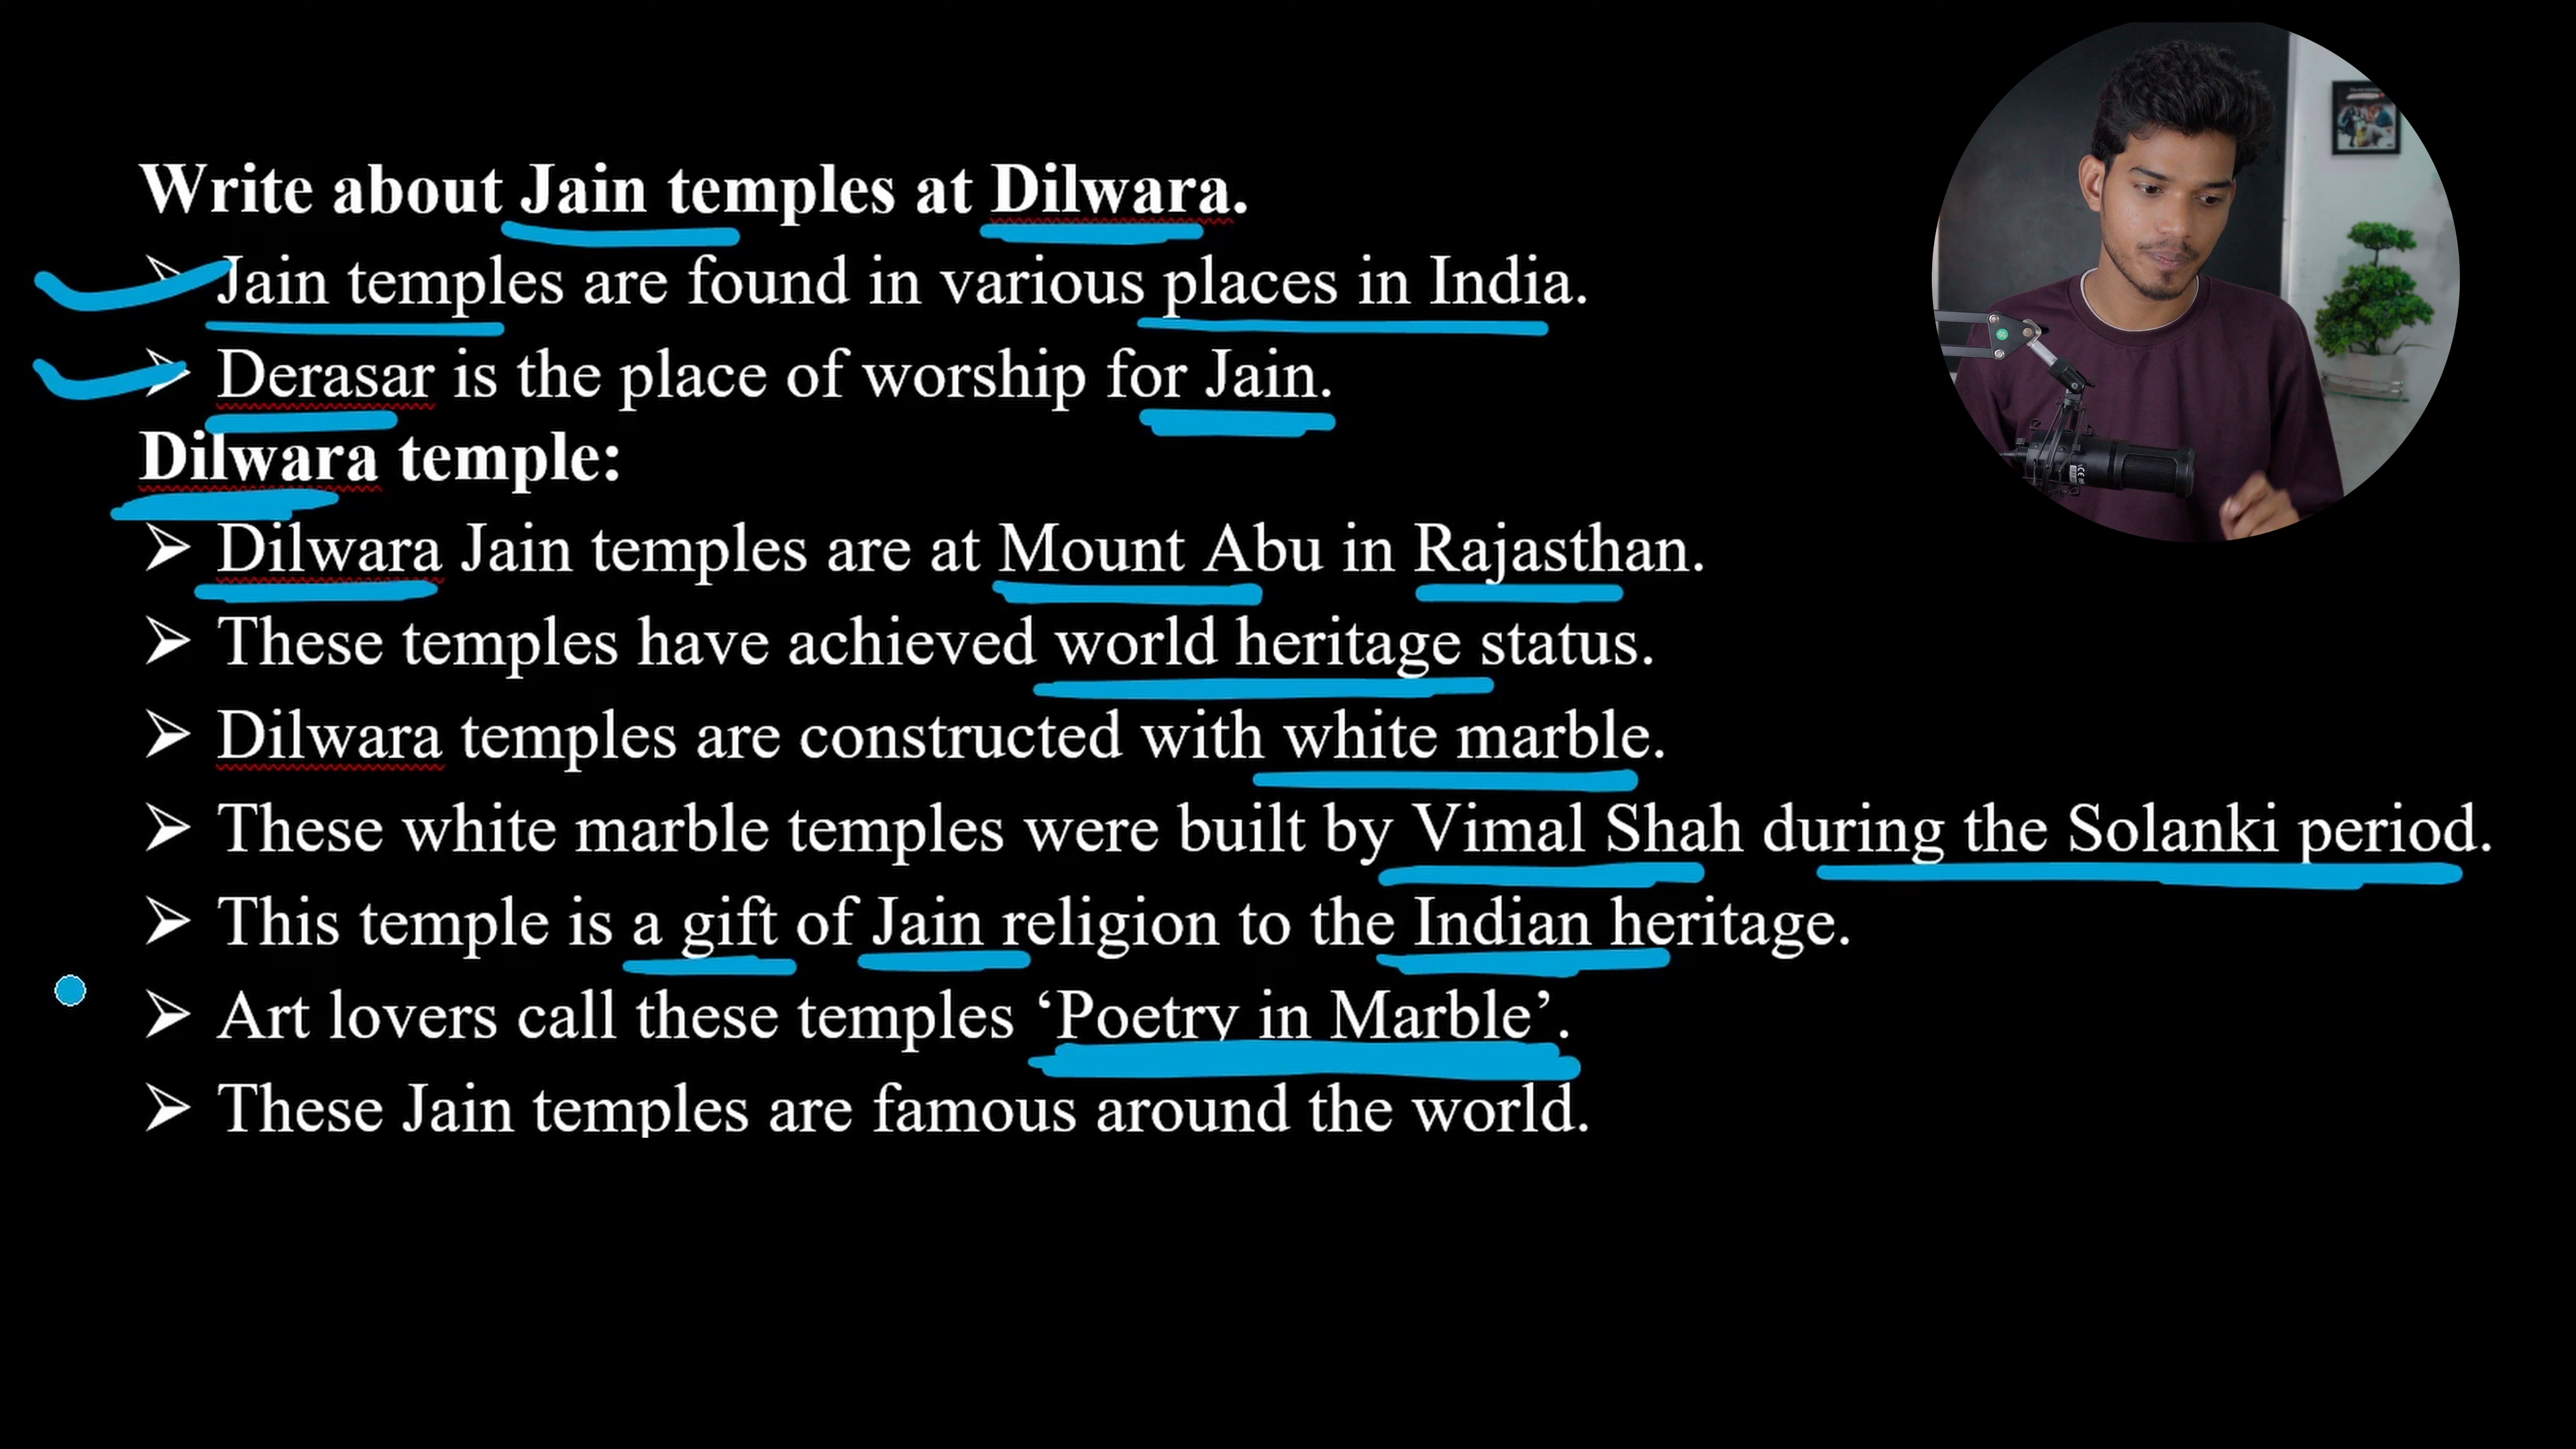 Write about Jain temples at Dilwara.
➢ Jain temples are found in various places in India.
➢ Derasar is the place of worship for Jain.
Dilwara temple:
➢ Dilwara Jain temples are at Mount Abu in Rajasthan.
➢ These temples have achieved world heritage status.
➢ Dilwara temples are constructed with white marble.
➢ These white marble temples were built by Vimal Shah during the Solanki period.
➢ This temple is a gift of Jain religion to the Indian heritage.
➢ Art lovers call these temples ‘Poetry in Marble’.
➢ These Jain temples are famous around the world.